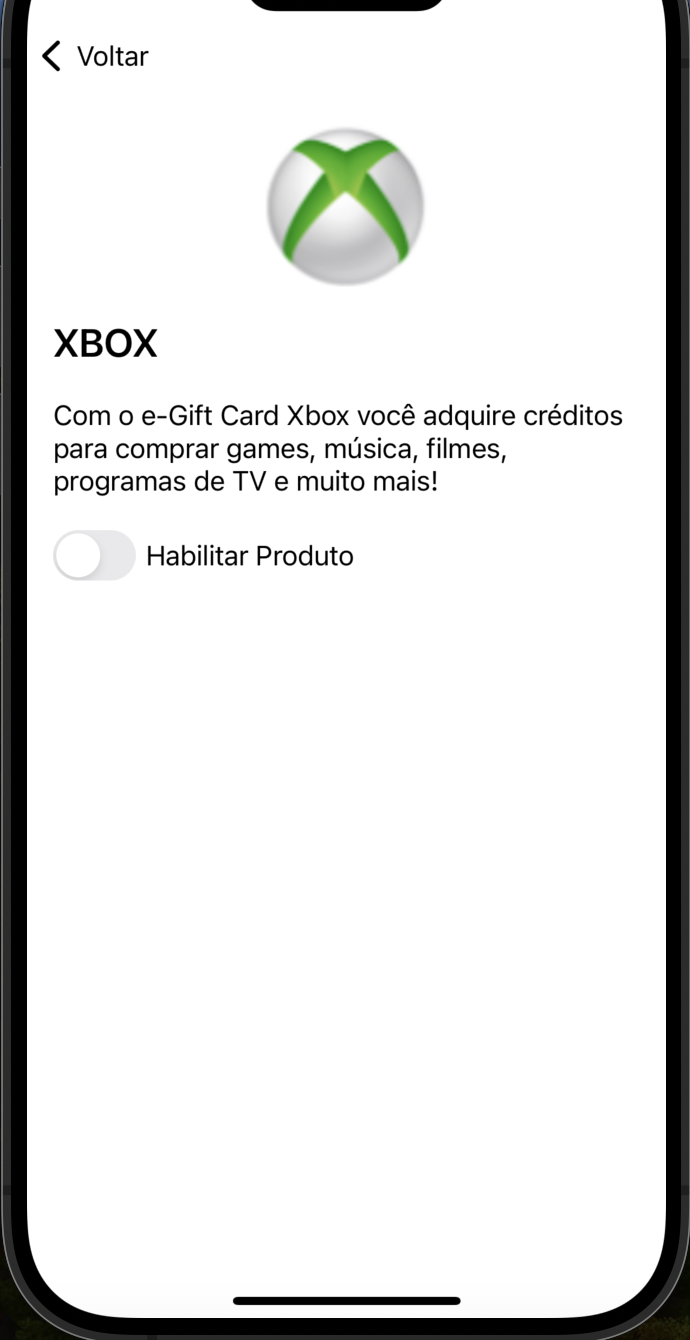 Voltar
XBOX
Com o e-Gift Card Xbox você adquire créditos
para comprar games, música, filmes,
programas de TV e muito mais!
Habilitar Produto